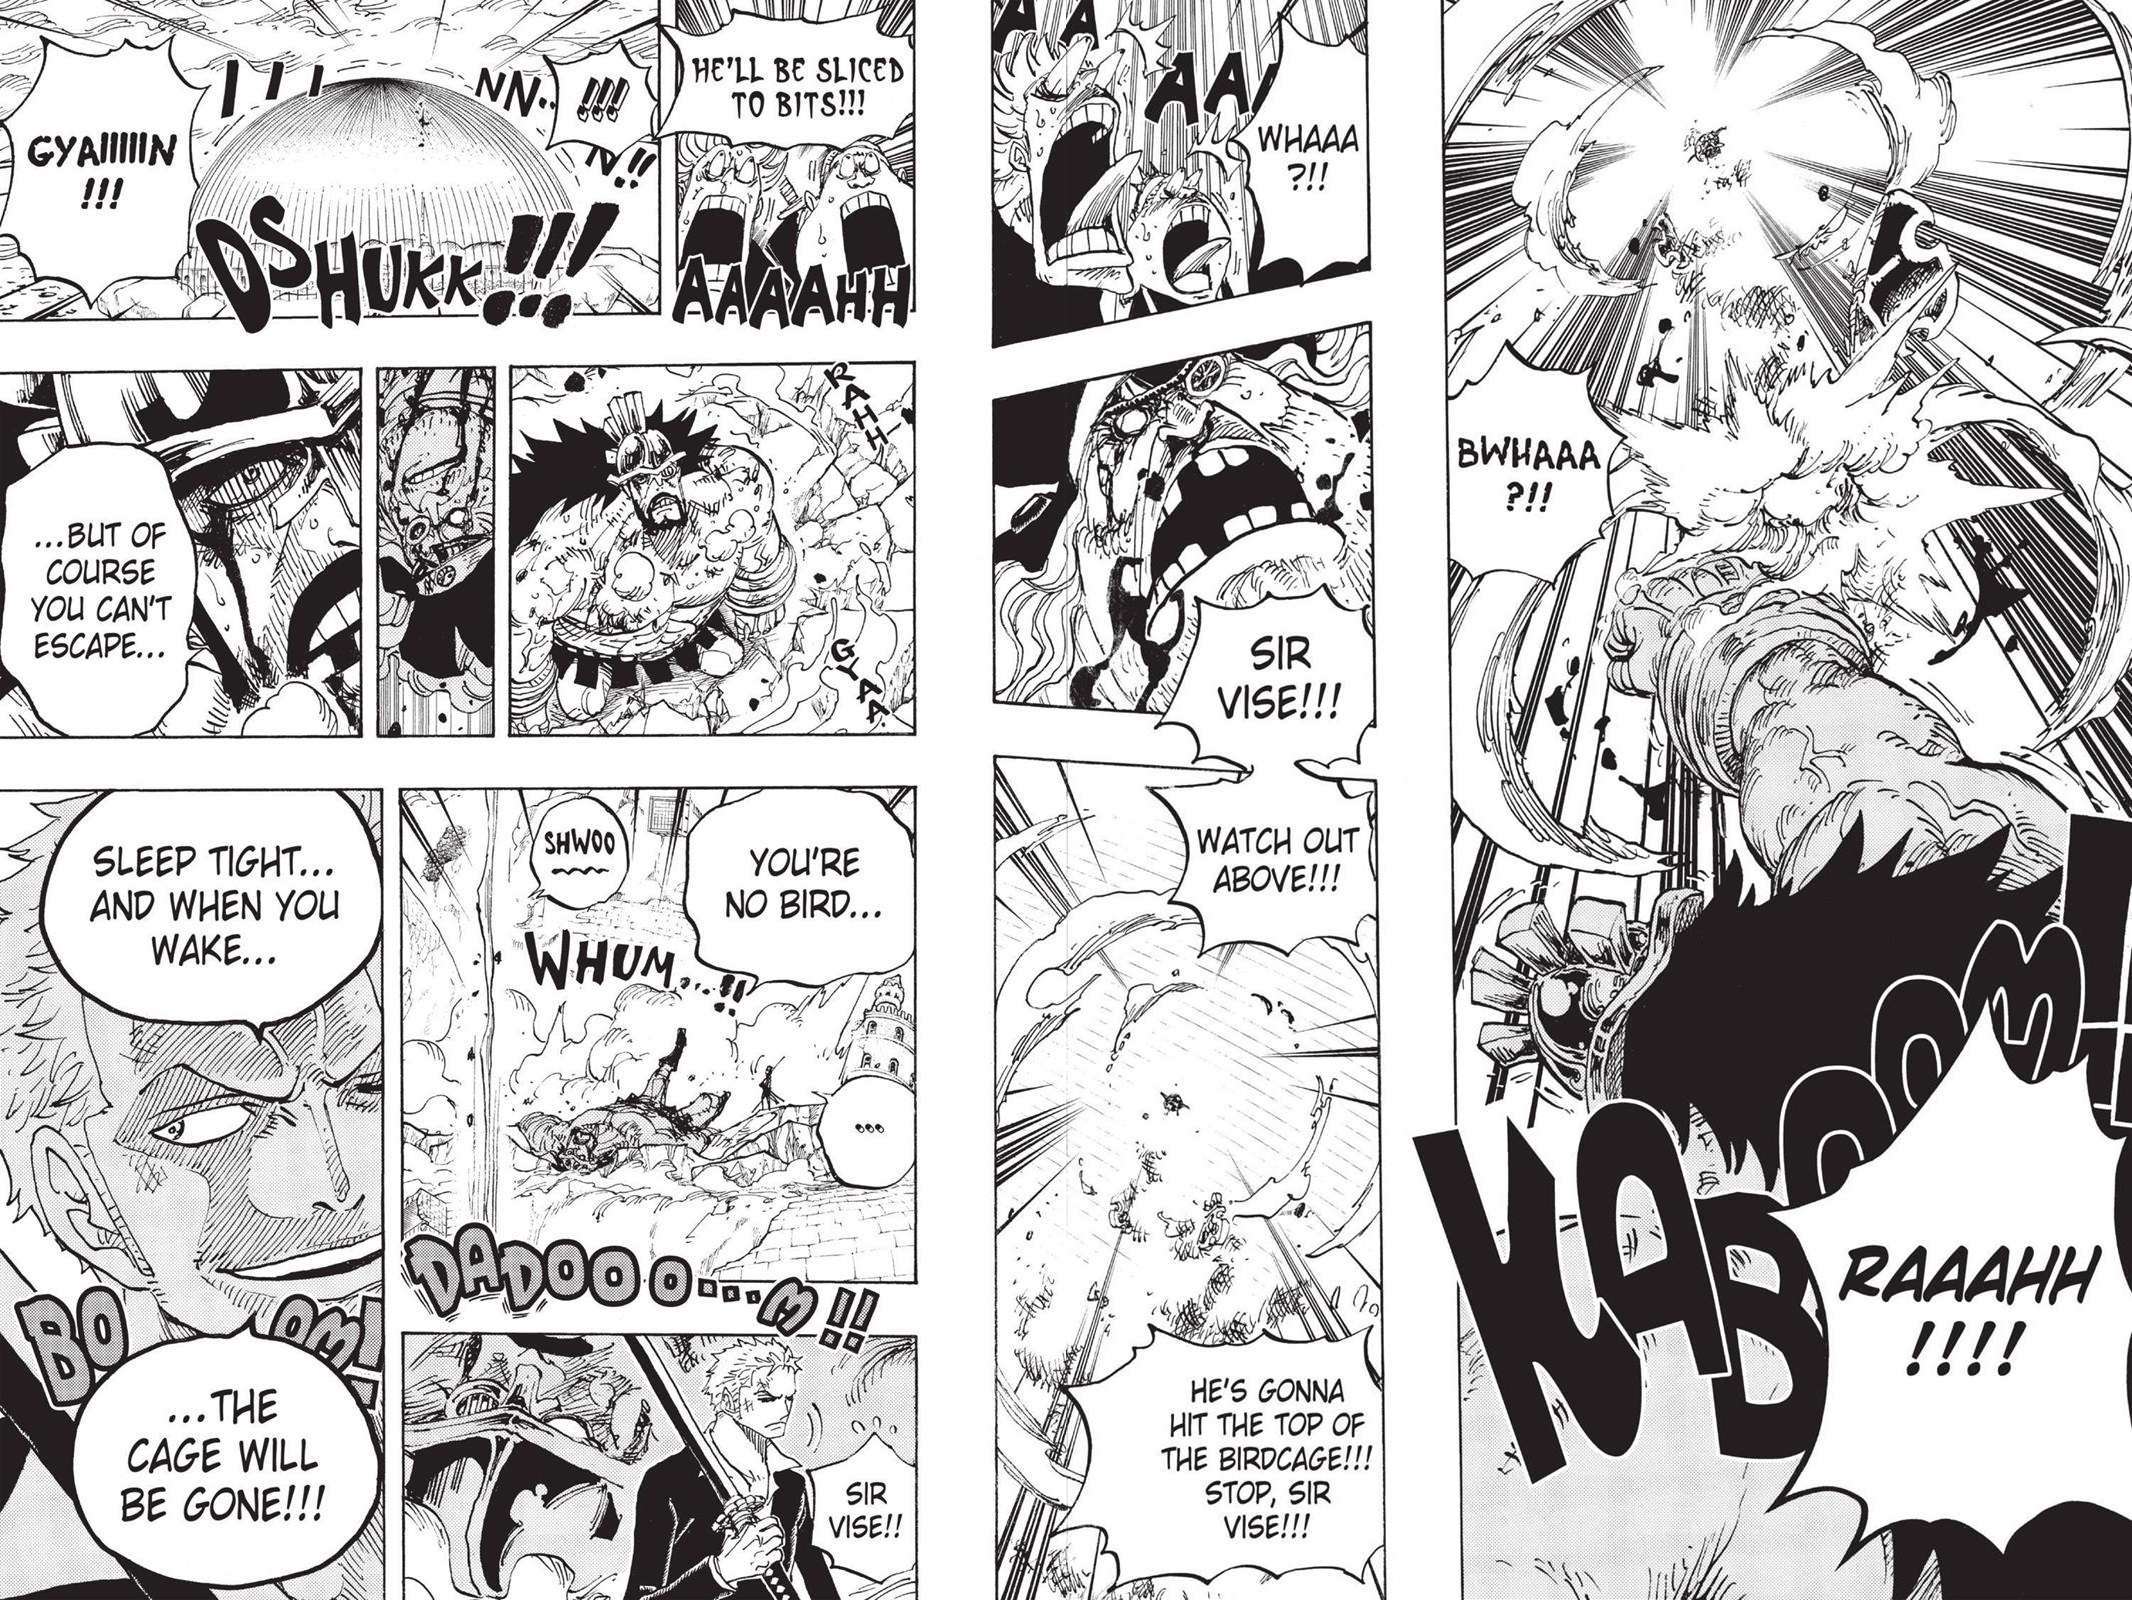 BWHAAA
?!!
KABOOOM
RAAAHH
!!!!
AA
AAA
WHAAA
?!!
SIR
VISE!!!
WATCH OUT
ABOVE!!!
HE'S GONNA
HIT THE TOP OF
THE BIRDCAGE!!!
STOP, SIR
VISE!!!
HE'LL BE SLICED
TO BITS!!!
AAAAHH
!!!
GYAIIIIIN
!!!
NN..
DSHUKK!!!
RAHH
GYAA
...BUT OF
COURSE
YOU CAN'T
ESCAPE...
YOU'RE
NO BIRD...
SHWOO
WHUM...!!
...
DADOOO...M!!
SIR
VISE!!
SLEEP TIGHT...
AND WHEN YOU
WAKE...
BOOM!
...THE
CAGE WILL
BE GONE!!!